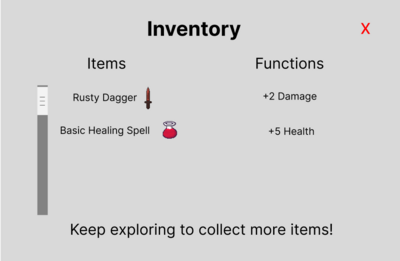 Inventory
X
Items
Functions
Rusty Dagger
+2 Damage
Basic Healing Spell
+5 Health
Keep exploring to collect more items!